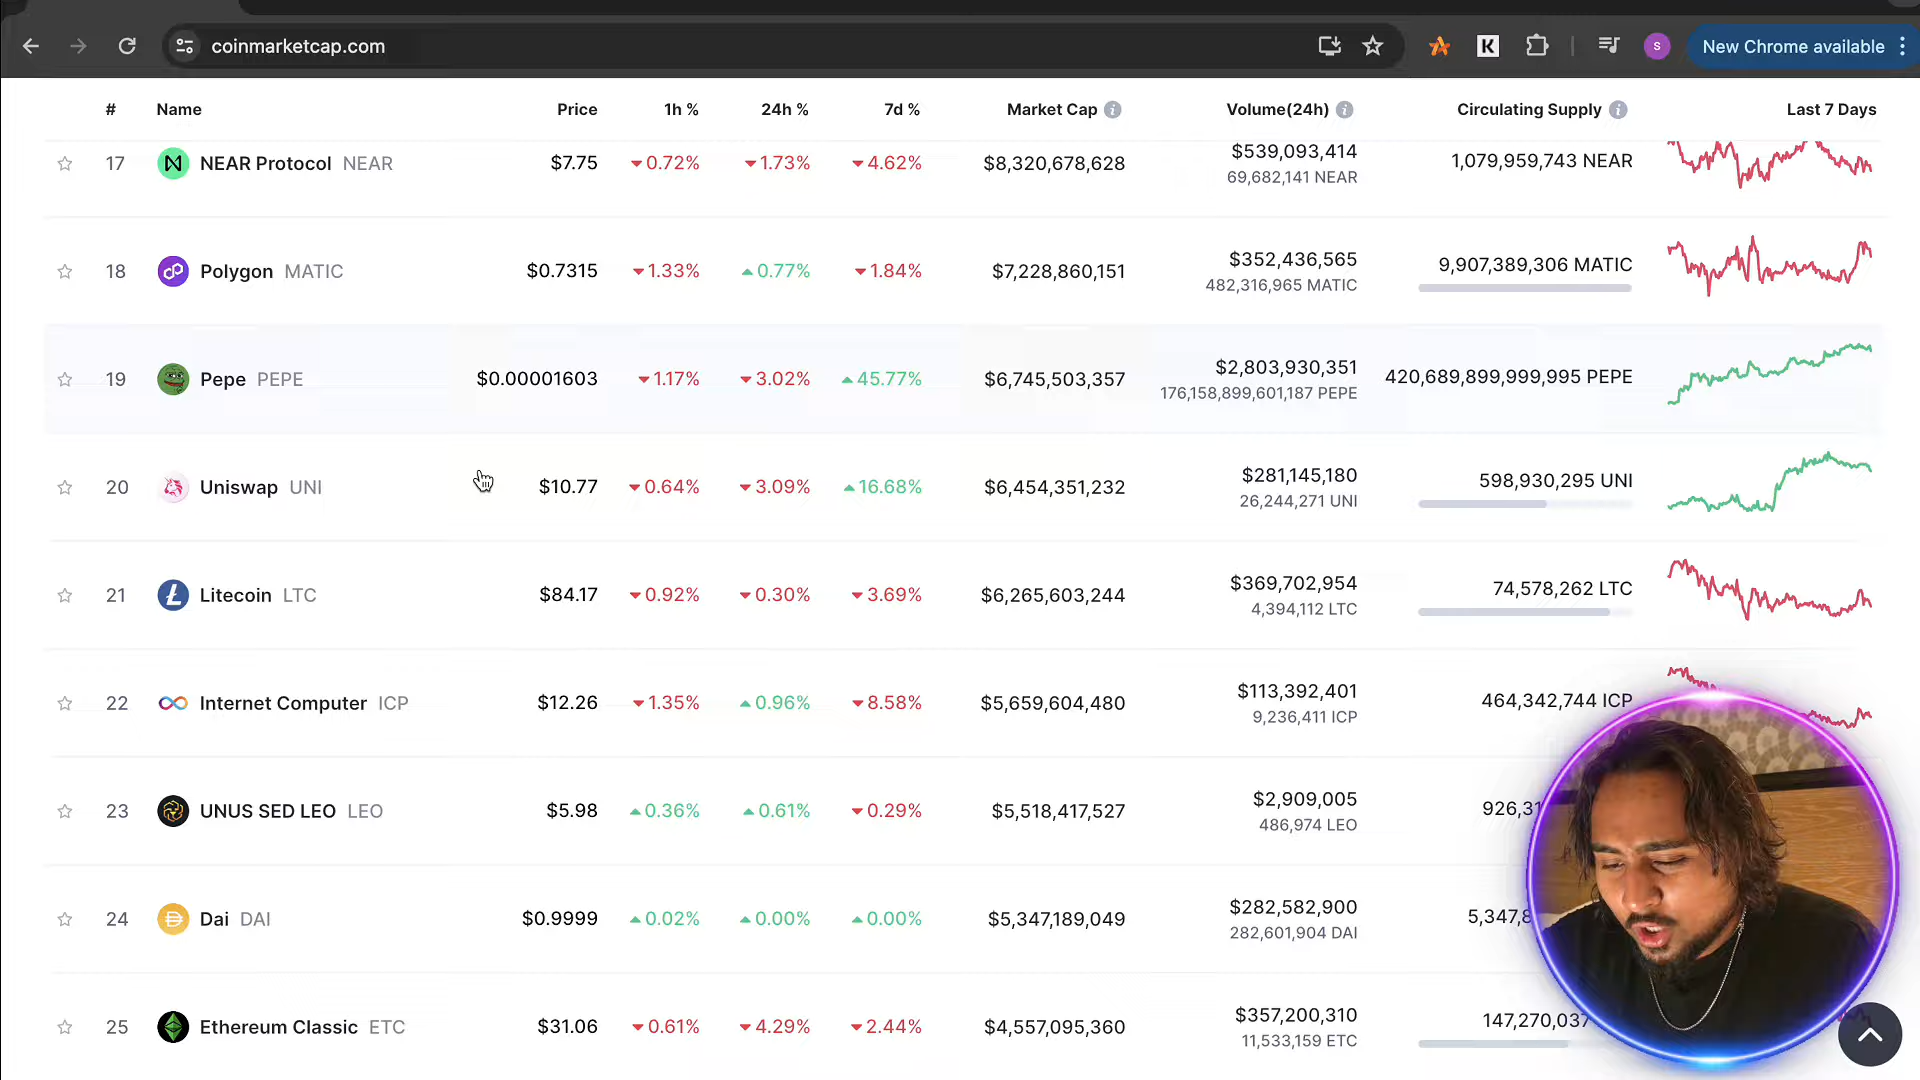 coinmarketcap.com
K
S
New Chrome available
# Name Price 1h % 24h % 7d % Market Cap Volume(24h) Circulating Supply Last 7 Days
17 NEAR Protocol NEAR $7.75 0.72% 1.73% 4.62% $8,320,678,628 $539,093,414 1,079,959,743 NEAR
69,682,141 NEAR
18 Polygon MATIC $0.7315 1.33% 0.77% 1.84% $7,228,860,151 $352,436,565 9,907,389,306 MATIC
482,316,965 MATIC
19 Pepe PEPE $0.00001603 1.17% 3.02% 45.77% $6,745,503,357 $2,803,930,351 420,689,899,999,995 PEPE
176,158,899,601,187 PEPE
20 Uniswap UNI $10.77 0.64% 3.09% 16.68% $6,454,351,232 $281,145,180 598,930,295 UNI
26,244,271 UNI
21 Litecoin LTC $84.17 0.92% 0.30% 3.69% $6,265,603,244 $369,702,954 74,578,262 LTC
4,394,112 LTC
22 Internet Computer ICP $12.26 1.35% 0.96% 8.58% $5,659,604,480 $113,392,401 464,342,744 ICP
9,236,411 ICP
23 UNUS SED LEO LEO $5.98 0.36% 0.61% 0.29% $5,518,417,527 $2,909,005 926,31
486,974 LEO
24 Dai DAI $0.9999 0.02% 0.00% 0.00% $5,347,189,049 $282,582,900 5,347,8
282,601,904 DAI
25 Ethereum Classic ETC $31.06 0.61% 4.29% 2.44% $4,557,095,360 $357,200,310 147,270,037
11,533,159 ETC